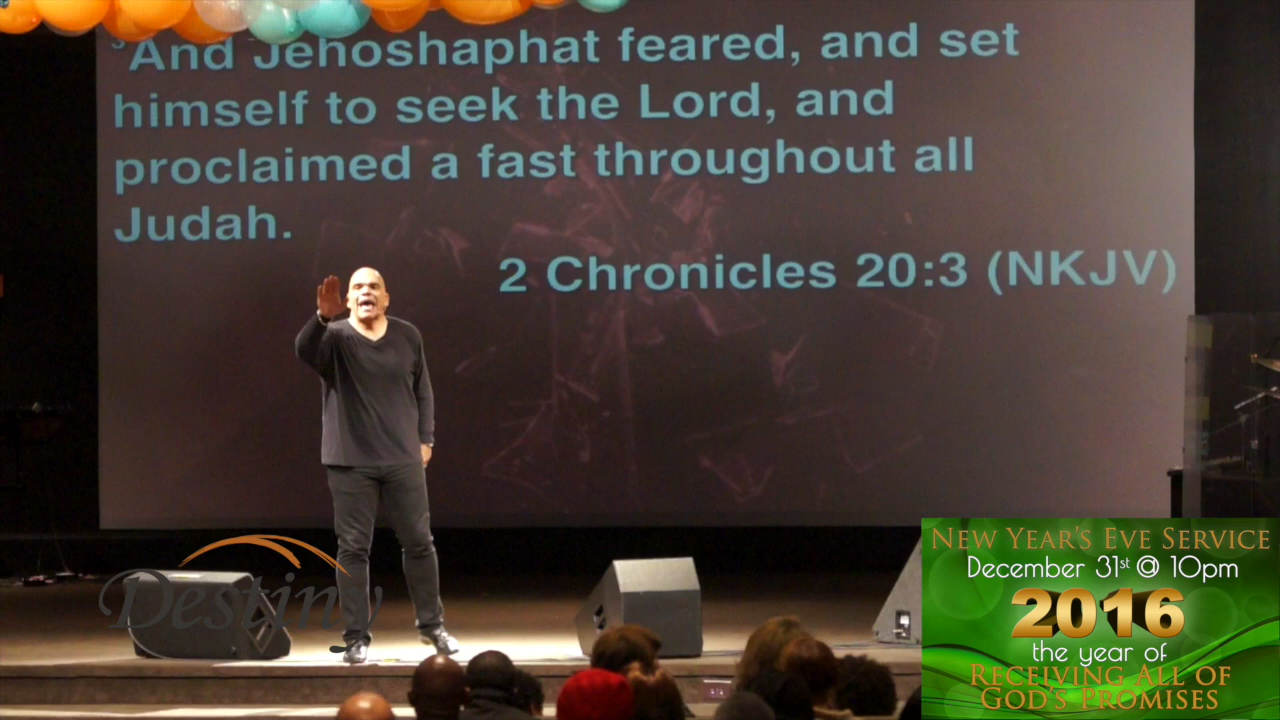 3 And Jehoshaphat feared, and set
himself to seek the Lord, and
proclaimed a fast throughout all
Judah.
2 Chronicles 20:3 (NKJV)
Destiny
New Year's Eve Service
December 31st @ 10pm
2016
the year of
Receiving All of
God's Promises